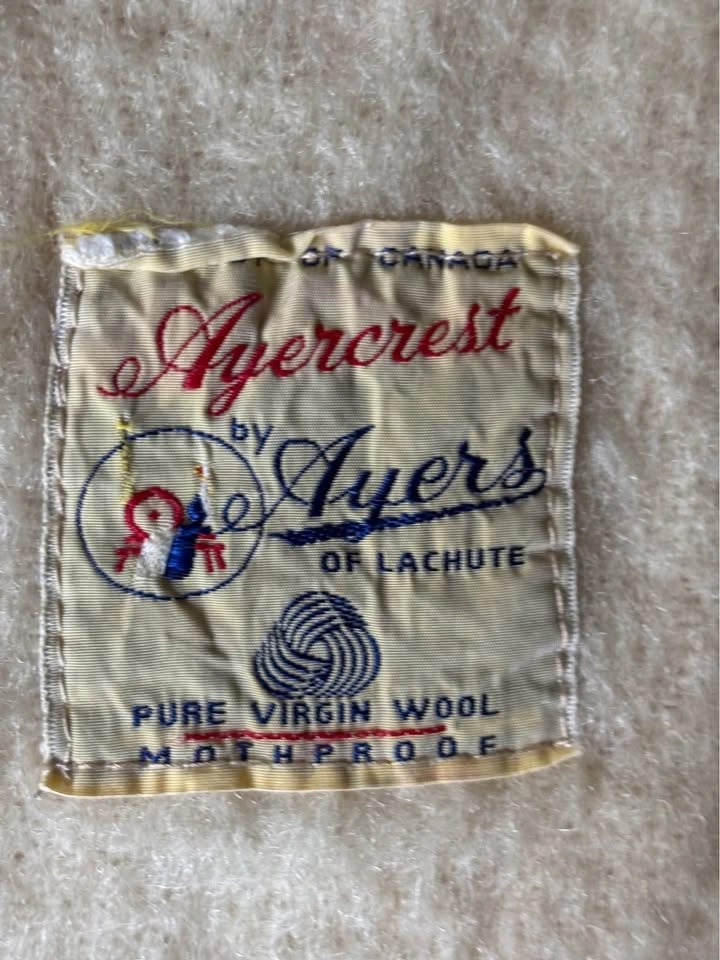 OF CANADA
Ayercrest
by Ayers
OF LACHUTE
PURE VIRGIN WOOL
MOTHPROOF